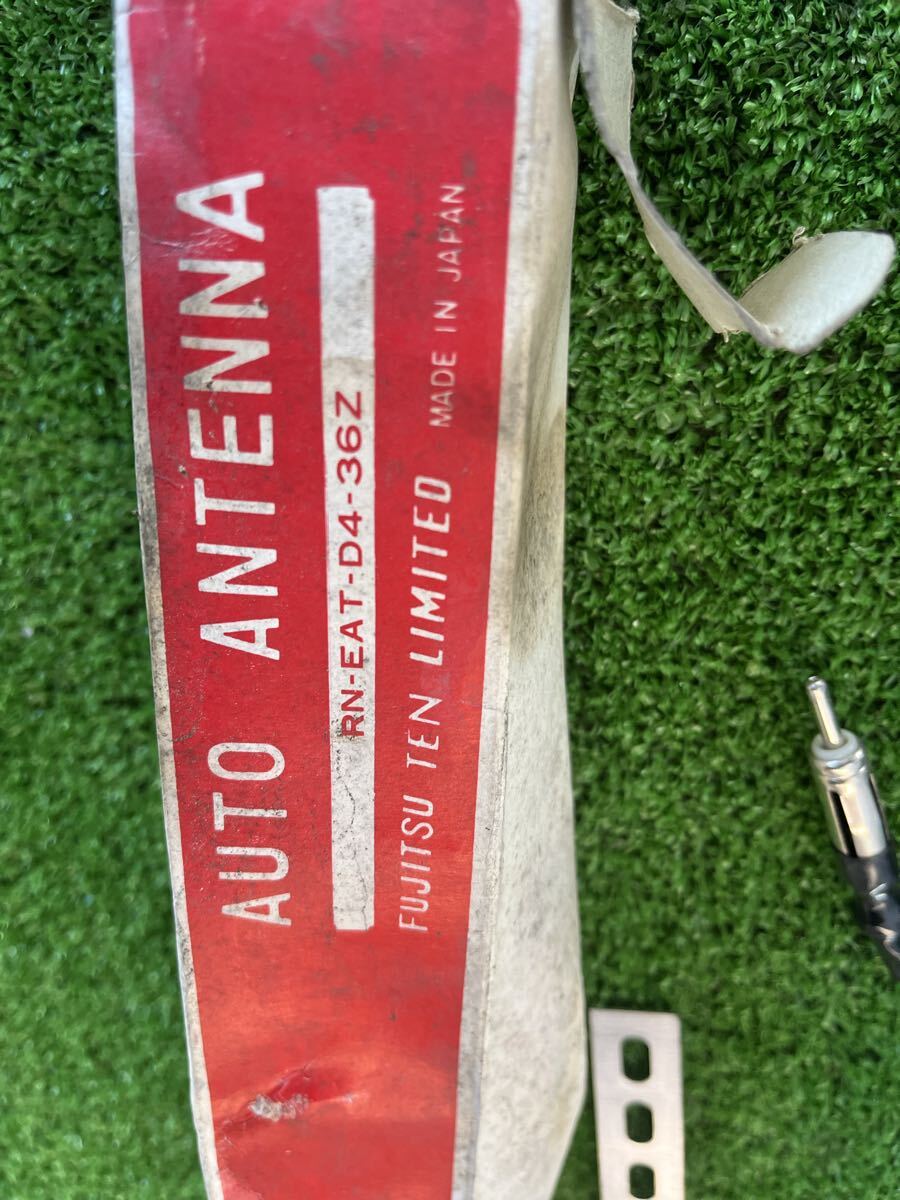 AUTO ANTENNA
RN-EAT-D4-36Z
FUJITSU TEN LIMITED MADE IN JAPAN